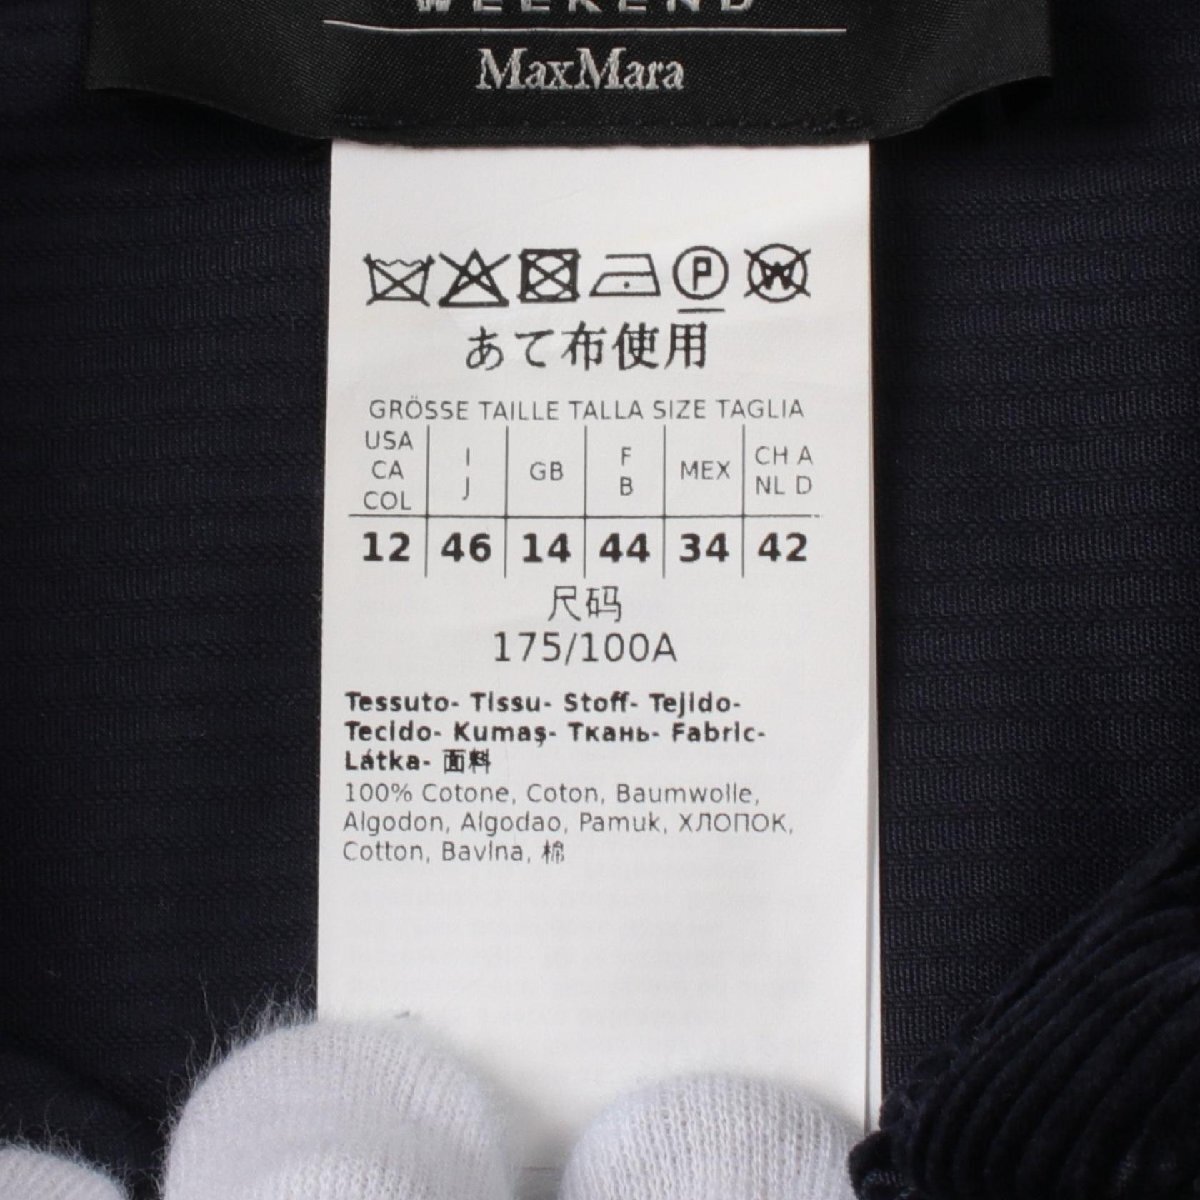 WEEKEND
MaxMara
P W
あて布使用
GRÖSSE TAILLE TALLA SIZE TAGLIA
USA CA COL I J GB F B MEX CH A NL D
12 46 14 44 34 42
尺码
175/100A
Tessuto- Tissu- Stoff- Tejido-
Tecido- Kumaş- Ткань- Fabric-
Látka- 面料
100% Cotone, Coton, Baumwolle,
Algodon, Algodao, Pamuk, ХЛОПОК,
Cotton, Bavlna, 棉